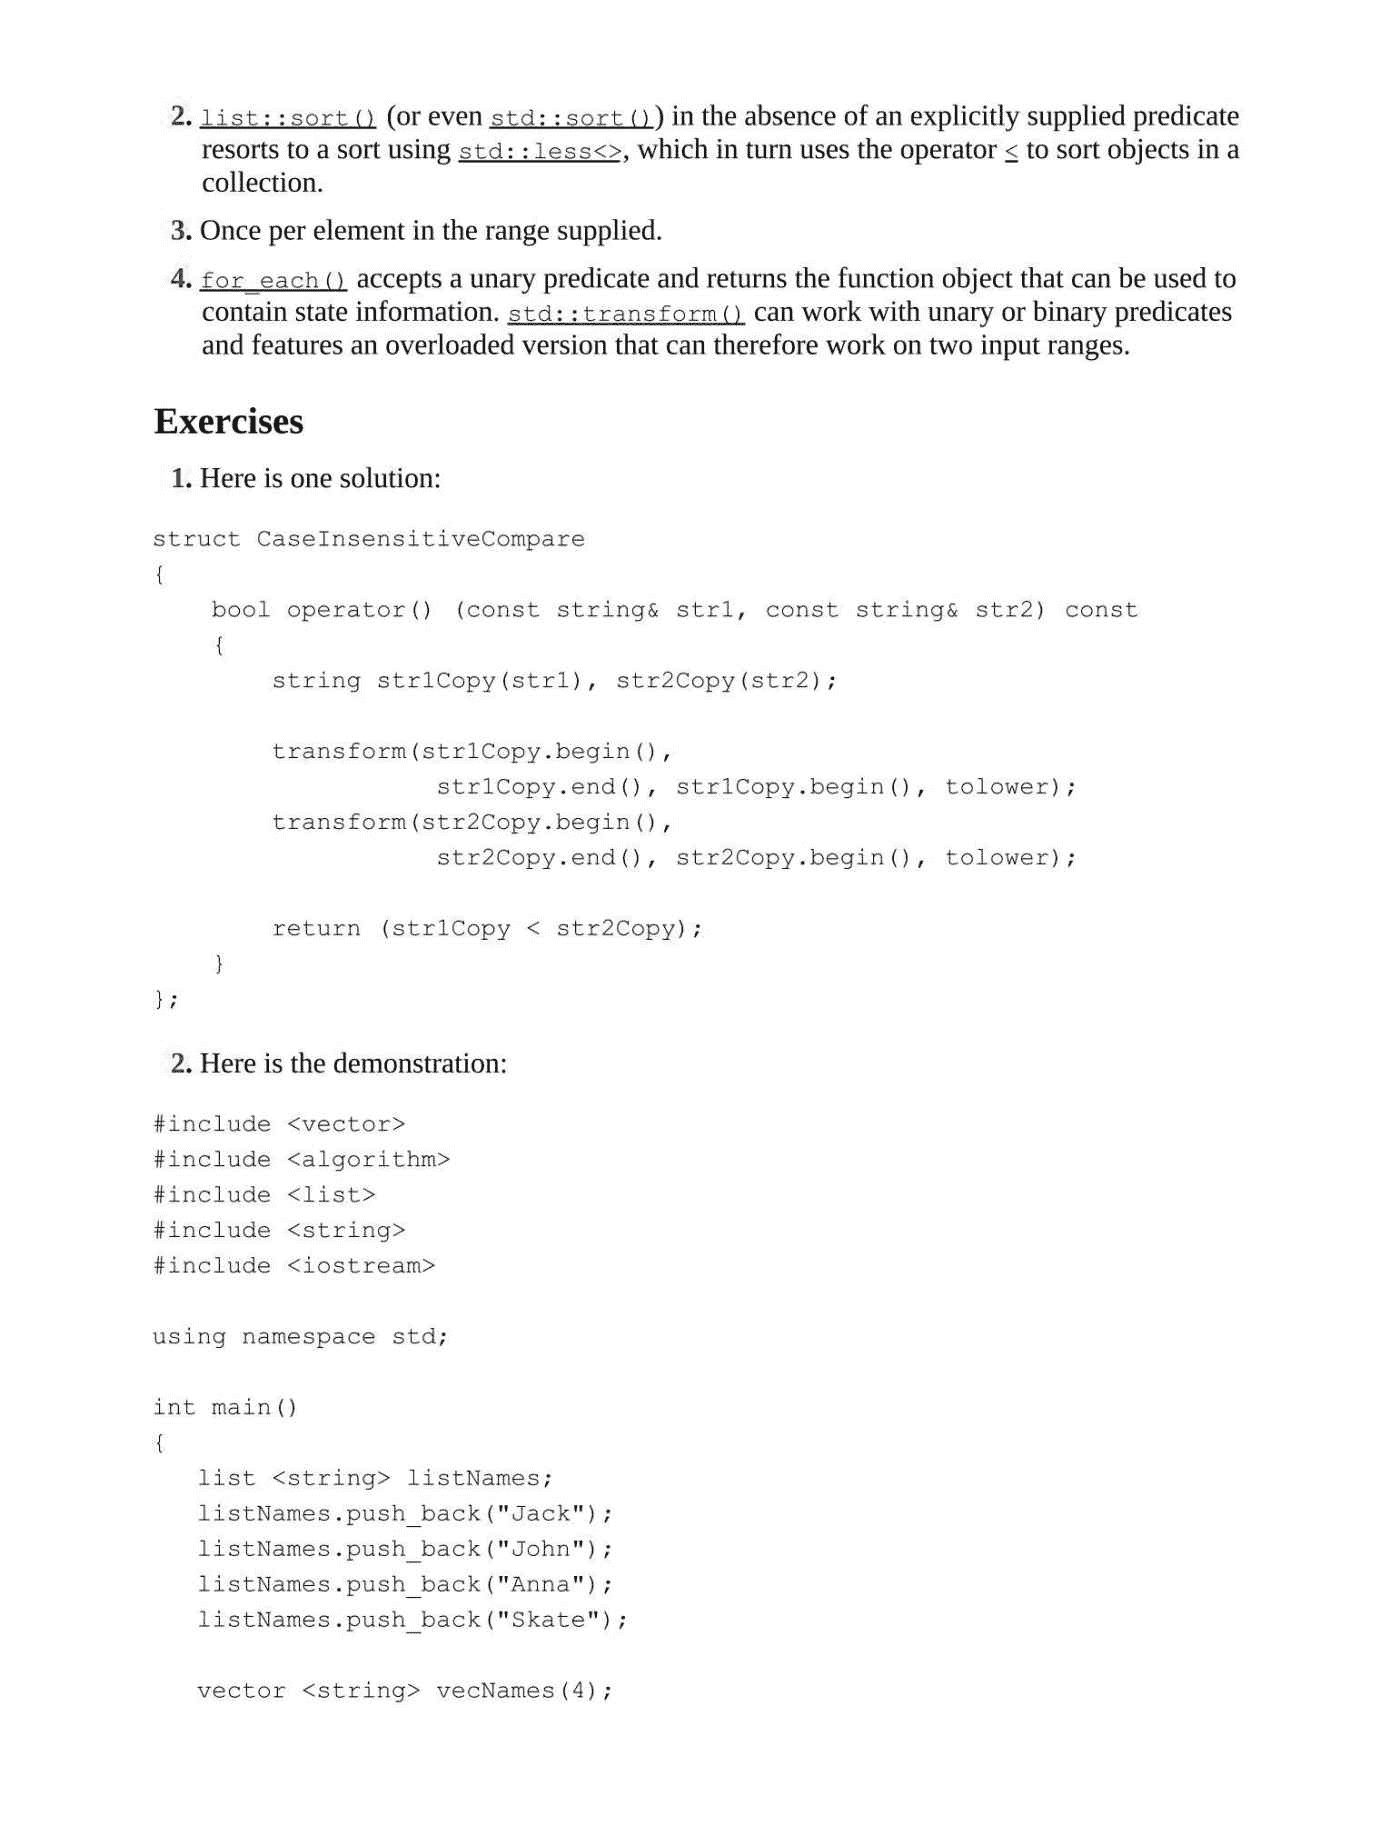 2. list::sort() (or even std::sort()) in the absence of an explicitly supplied predicate
resorts to a sort using std::less<>, which in turn uses the operator < to sort objects in a
collection.
3. Once per element in the range supplied.
4. for_each() accepts a unary predicate and returns the function object that can be used to
contain state information. std::transform() can work with unary or binary predicates
and features an overloaded version that can therefore work on two input ranges.
Exercises
1. Here is one solution:
struct CaseInsensitiveCompare
{
    bool operator() (const string& str1, const string& str2) const
    {
        string str1Copy(str1), str2Copy(str2);
        transform(str1Copy.begin(),
                   str1Copy.end(), str1Copy.begin(), tolower);
        transform(str2Copy.begin(),
                   str2Copy.end(), str2Copy.begin(), tolower);
        return (str1Copy < str2Copy);
    }
};
2. Here is the demonstration:
#include <vector>
#include <algorithm>
#include <list>
#include <string>
#include <iostream>
using namespace std;
int main()
{
   list <string> listNames;
   listNames.push_back("Jack");
   listNames.push_back("John");
   listNames.push_back("Anna");
   listNames.push_back("Skate");
   vector <string> vecNames(4);